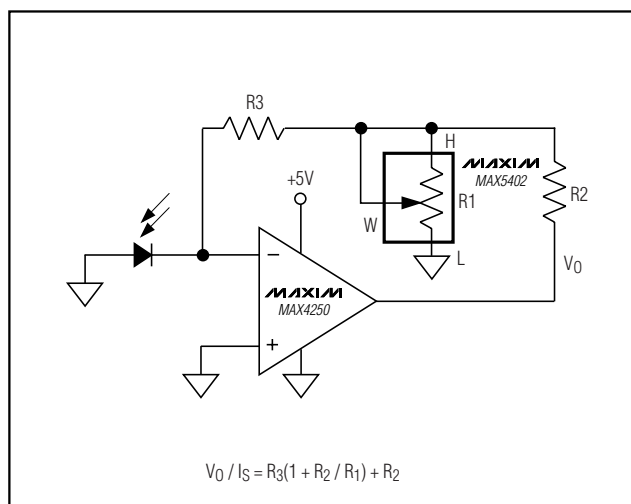 R3
H
MAXIM
MAX5402
+5V
R1
R2
W
L
−
V₀
MAXIM
MAX4250
+
V₀ / Iₛ = R₃(1 + R₂ / R₁) + R₂